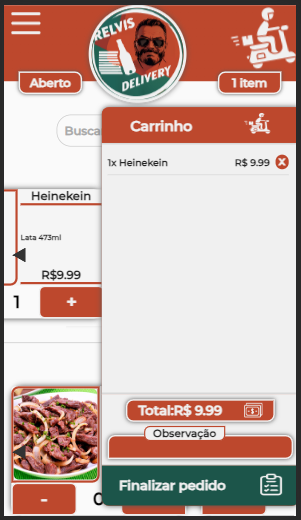 RELVIS
DELIVERY
Aberto
1 item
Busca
Carrinho
1x Heinekein
R$ 9.99
Heinekein
Lata 473ml
R$9.99
1
+
Total:R$ 9.99
Observação
Finalizar pedido
-
0